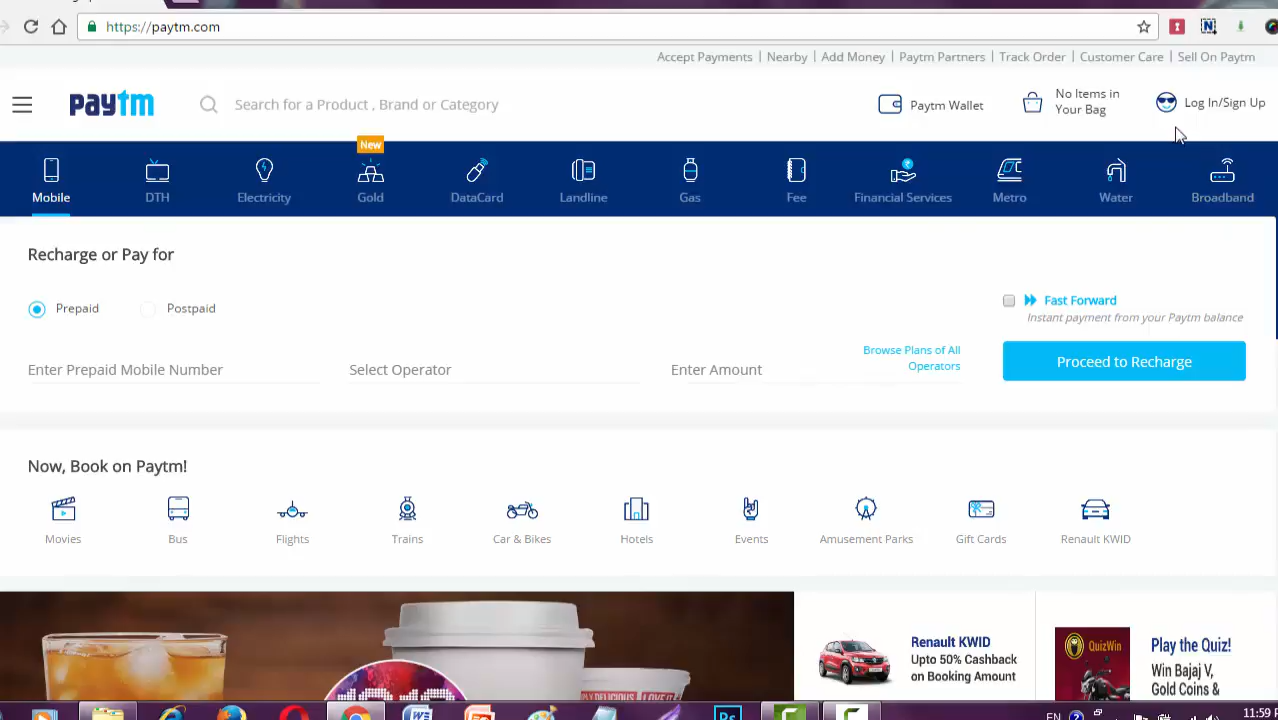 https://paytm.com
Accept Payments | Nearby | Add Money | Paytm Partners | Track Order | Customer Care | Sell On Paytm
paytm
Search for a Product , Brand or Category
Paytm Wallet
No Items in
Your Bag
Log In/Sign Up
New
Mobile
DTH
Electricity
Gold
DataCard
Landline
Gas
Fee
Financial Services
Metro
Water
Broadband
Recharge or Pay for
Prepaid
Postpaid
Fast Forward
Instant payment from your Paytm balance
Enter Prepaid Mobile Number
Select Operator
Enter Amount
Browse Plans of All
Operators
Proceed to Recharge
Now, Book on Paytm!
Movies
Bus
Flights
Trains
Car & Bikes
Hotels
Events
Amusement Parks
Gift Cards
Renault KWID
Renault KWID
Upto 50% Cashback
on Booking Amount
QuizWin
Play the Quiz!
Win Bajaj V,
Gold Coins &
EN
11:59